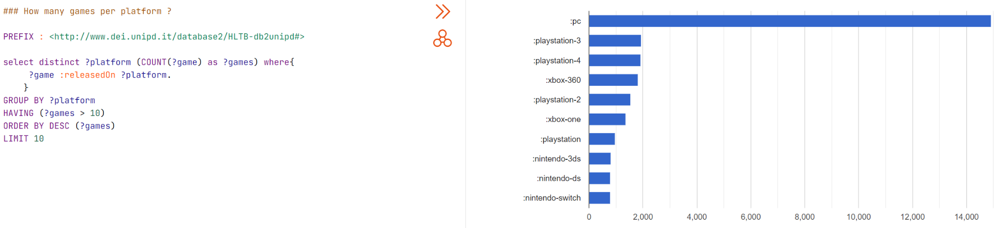 ### How many games per platform ?
PREFIX : <http://www.dei.unipd.it/database2/HLTB-db2unipd#>
select distinct ?platform (COUNT(?game) as ?games) where{
?game :releasedOn ?platform.
}
GROUP BY ?platform
HAVING (?games > 10)
ORDER BY DESC (?games)
LIMIT 10
:pc
:playstation-3
:playstation-4
:xbox-360
:playstation-2
:xbox-one
:playstation
:nintendo-3ds
:nintendo-ds
:nintendo-switch
0 2,000 4,000 6,000 8,000 10,000 12,000 14,000